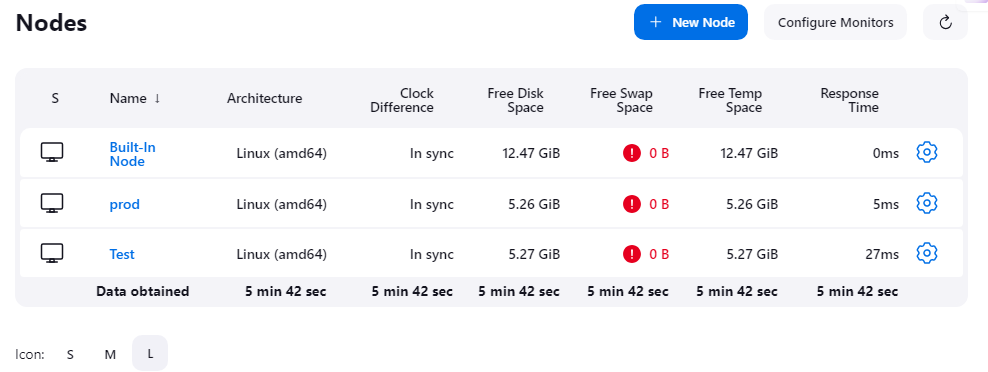 Nodes
+ New Node
Configure Monitors
S Name ↓ Architecture Clock Difference Free Disk Space Free Swap Space Free Temp Space Response Time
Built-In Node Linux (amd64) In sync 12.47 GiB ! 0 B 12.47 GiB 0ms
prod Linux (amd64) In sync 5.26 GiB ! 0 B 5.26 GiB 5ms
Test Linux (amd64) In sync 5.27 GiB ! 0 B 5.27 GiB 27ms
Data obtained 5 min 42 sec 5 min 42 sec 5 min 42 sec 5 min 42 sec 5 min 42 sec 5 min 42 sec
Icon: S M L